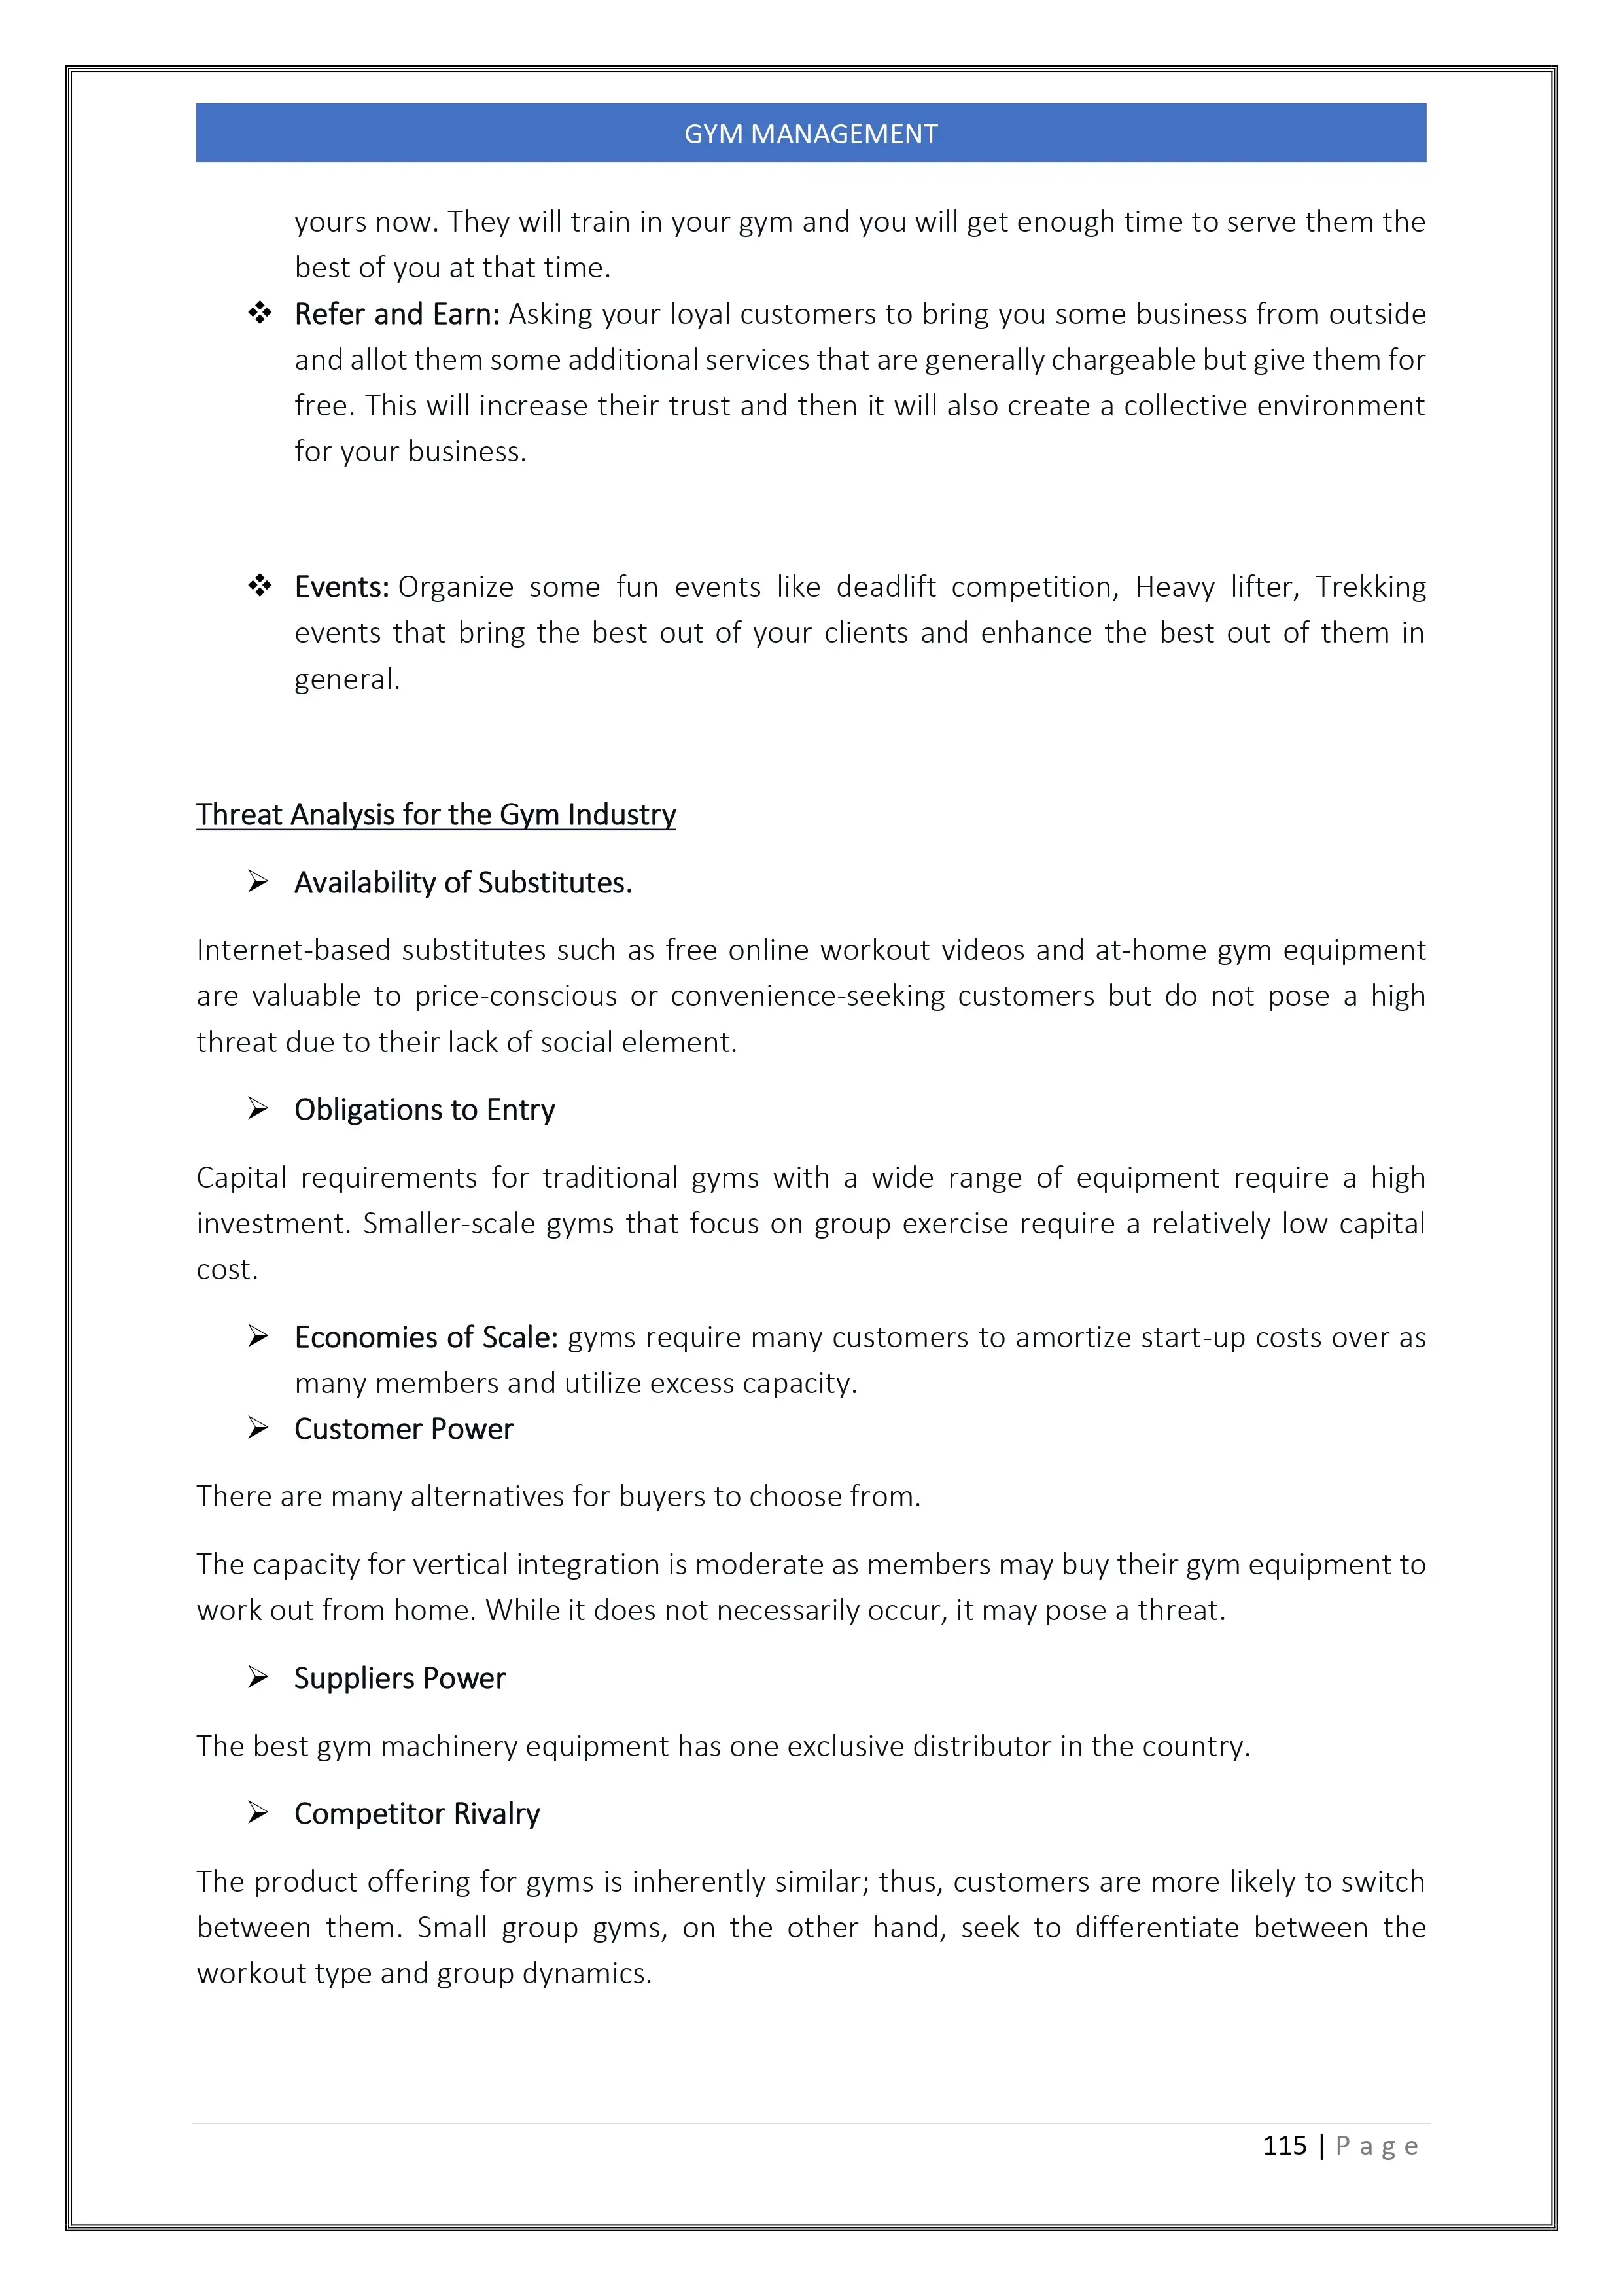 GYM MANAGEMENT
yours now. They will train in your gym and you will get enough time to serve them the
best of you at that time.
❖ Refer and Earn: Asking your loyal customers to bring you some business from outside
and allot them some additional services that are generally chargeable but give them for
free. This will increase their trust and then it will also create a collective environment
for your business.
❖ Events: Organize some fun events like deadlift competition, Heavy lifter, Trekking
events that bring the best out of your clients and enhance the best out of them in
general.
Threat Analysis for the Gym Industry
➢ Availability of Substitutes.
Internet-based substitutes such as free online workout videos and at-home gym equipment
are valuable to price-conscious or convenience-seeking customers but do not pose a high
threat due to their lack of social element.
➢ Obligations to Entry
Capital requirements for traditional gyms with a wide range of equipment require a high
investment. Smaller-scale gyms that focus on group exercise require a relatively low capital
cost.
➢ Economies of Scale: gyms require many customers to amortize start-up costs over as
many members and utilize excess capacity.
➢ Customer Power
There are many alternatives for buyers to choose from.
The capacity for vertical integration is moderate as members may buy their gym equipment to
work out from home. While it does not necessarily occur, it may pose a threat.
➢ Suppliers Power
The best gym machinery equipment has one exclusive distributor in the country.
➢ Competitor Rivalry
The product offering for gyms is inherently similar; thus, customers are more likely to switch
between them. Small group gyms, on the other hand, seek to differentiate between the
workout type and group dynamics.
115 | P a g e